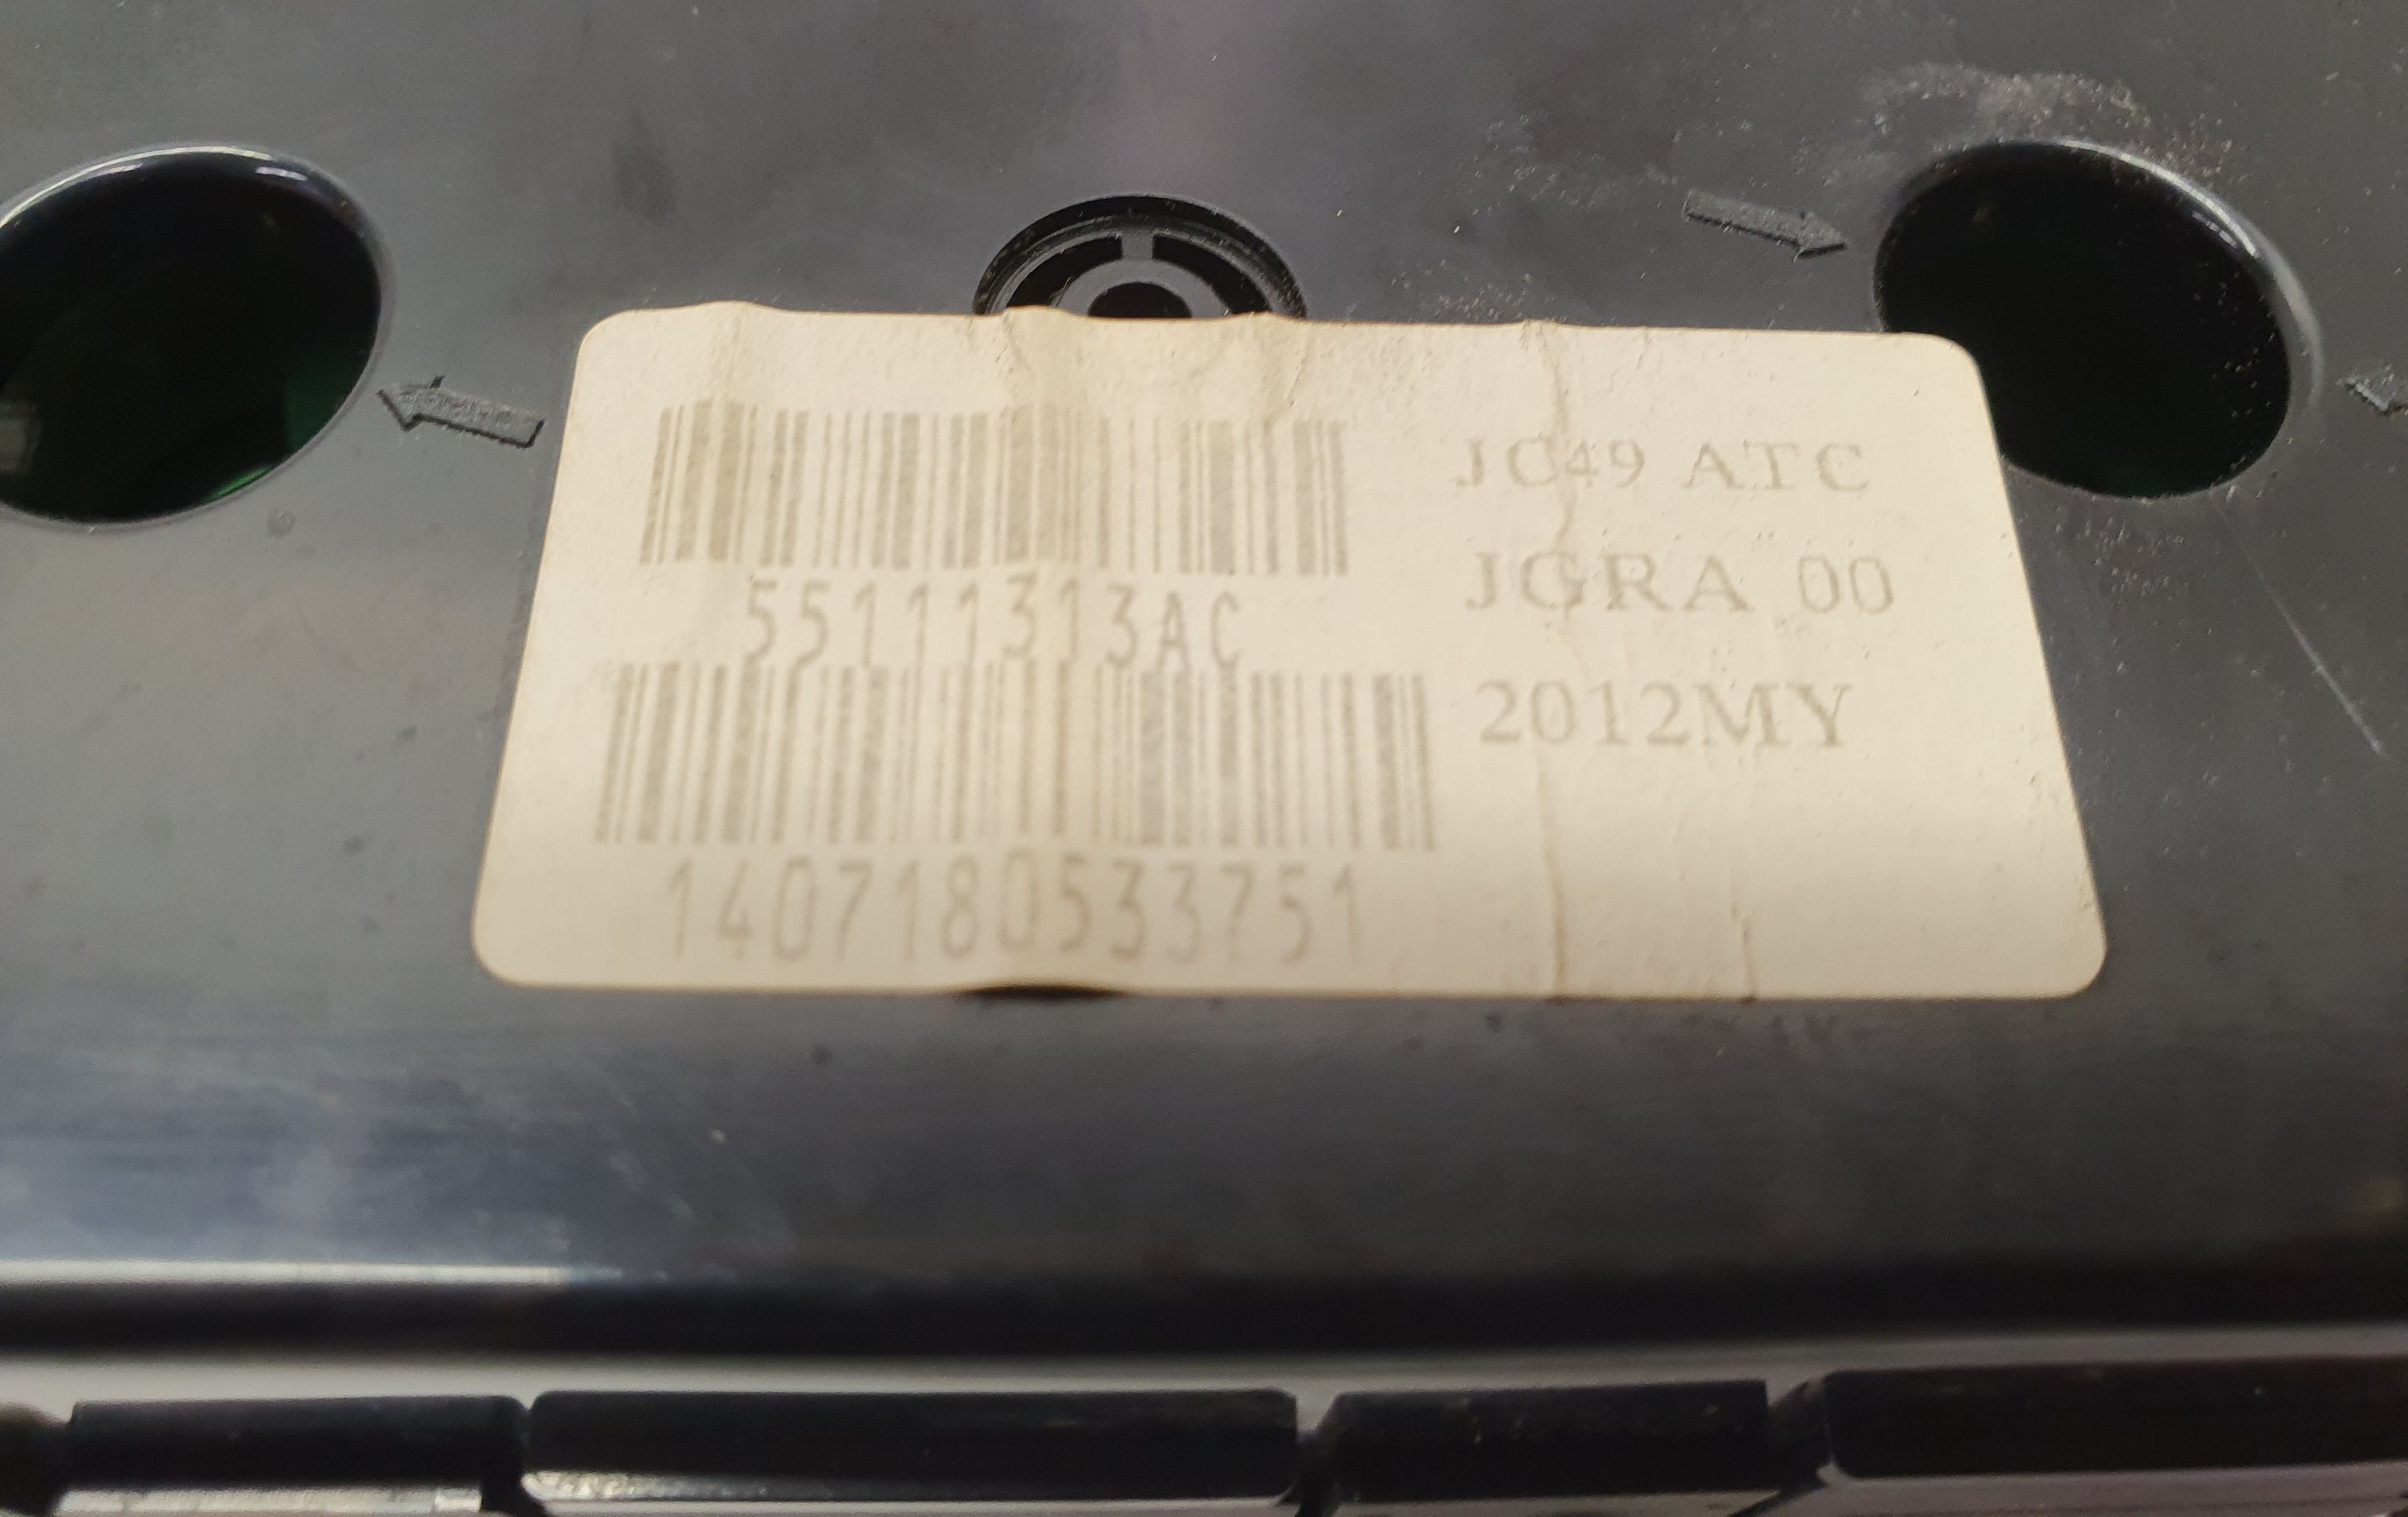 JC49 ATC
55111313AC
JGRA 00
2012MY
1407180533751